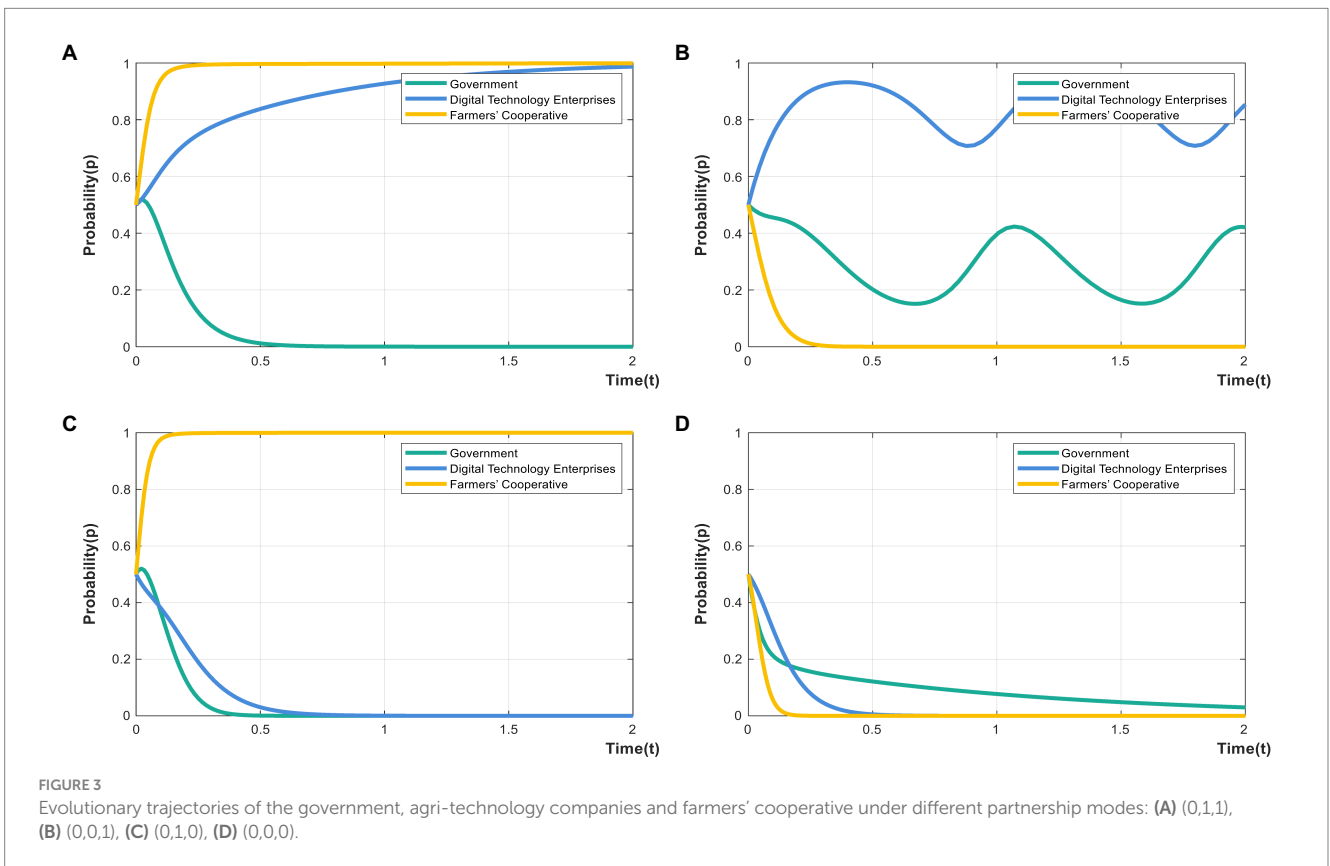 A
1
0.8
0.6
0.4
0.2
0
Probability(p)
Government
Digital Technology Enterprises
Farmers' Cooperative
0 0.5 1 1.5 2
Time(t)
B
1
0.8
0.6
0.4
0.2
0
Probability(p)
Government
Digital Technology Enterprises
Farmers' Cooperative
0 0.5 1 1.5 2
Time(t)
C
1
0.8
0.6
0.4
0.2
0
Probability(p)
Government
Digital Technology Enterprises
Farmers' Cooperative
0 0.5 1 1.5 2
Time(t)
D
1
0.8
0.6
0.4
0.2
0
Probability(p)
Government
Digital Technology Enterprises
Farmers' Cooperative
0 0.5 1 1.5 2
Time(t)
FIGURE 3
Evolutionary trajectories of the government, agri-technology companies and farmers' cooperative under different partnership modes: (A) (0,1,1),
(B) (0,0,1), (C) (0,1,0), (D) (0,0,0).